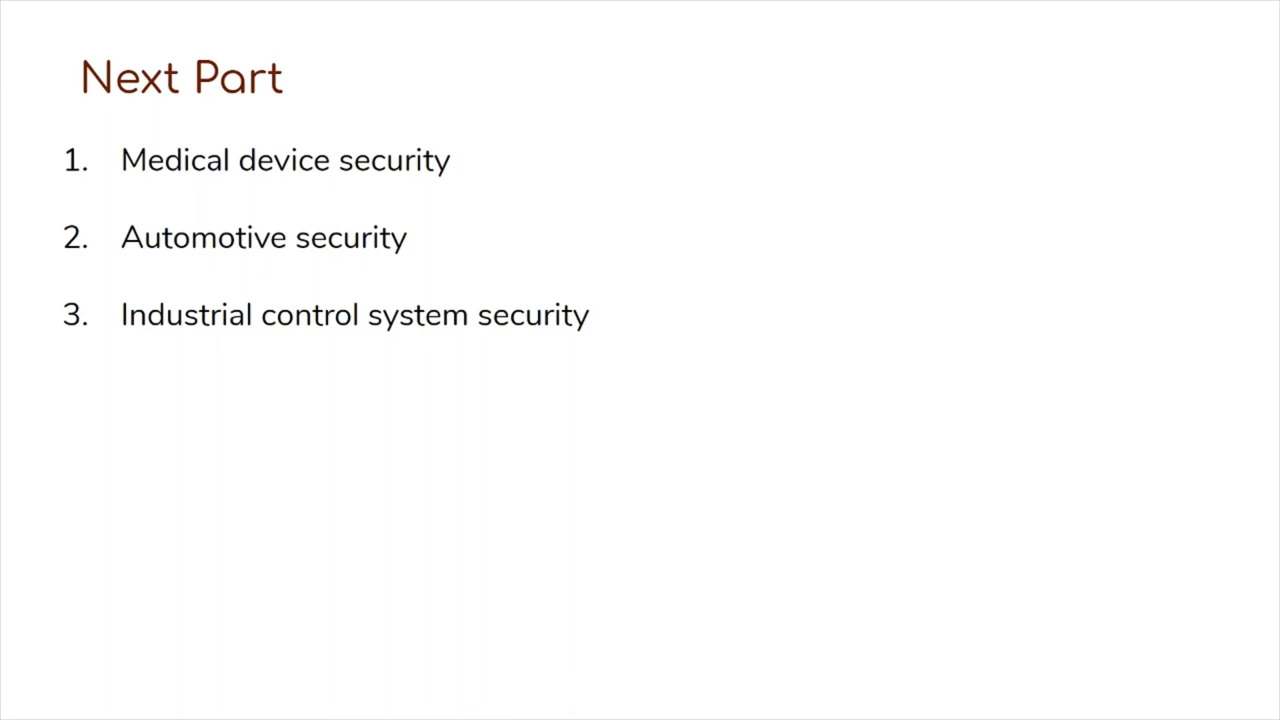 Next Part
1. Medical device security
2. Automotive security
3. Industrial control system security